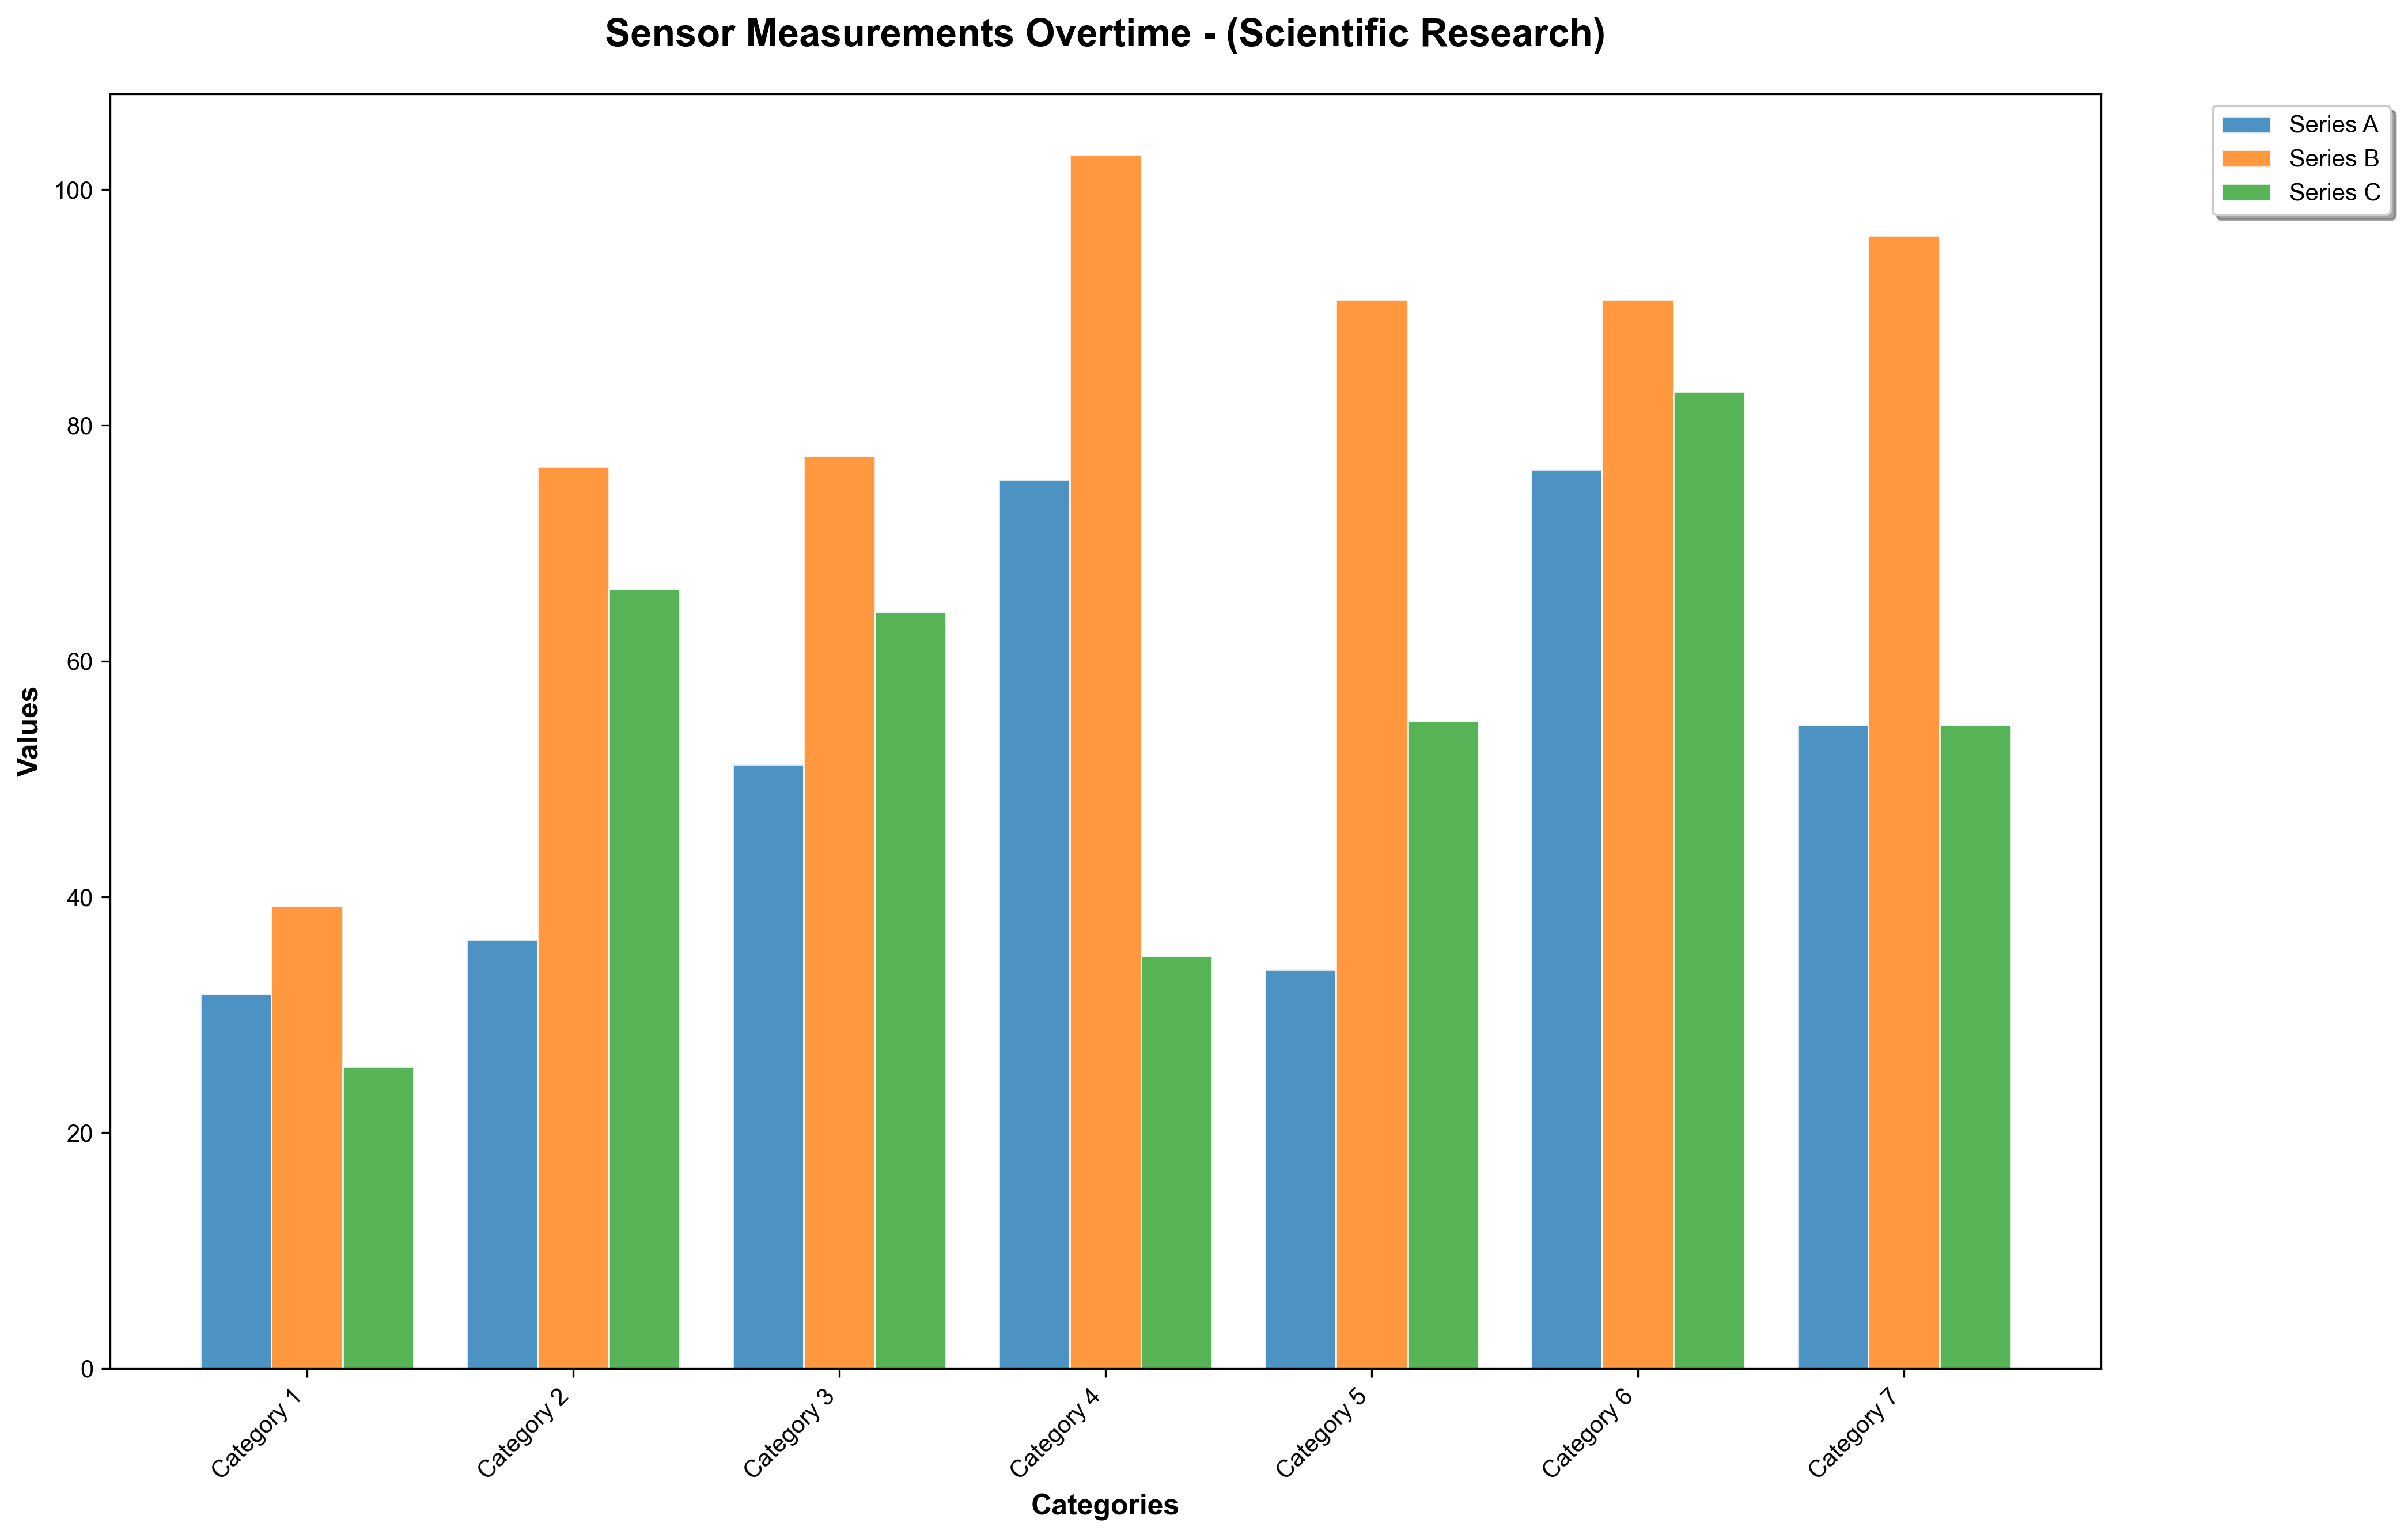 Sensor Measurements Overtime - (Scientific Research)
Series A
Series B
Series C
Values
100
80
60
40
20
0
Category 1
Category 2
Category 3
Category 4
Category 5
Category 6
Category 7
Categories